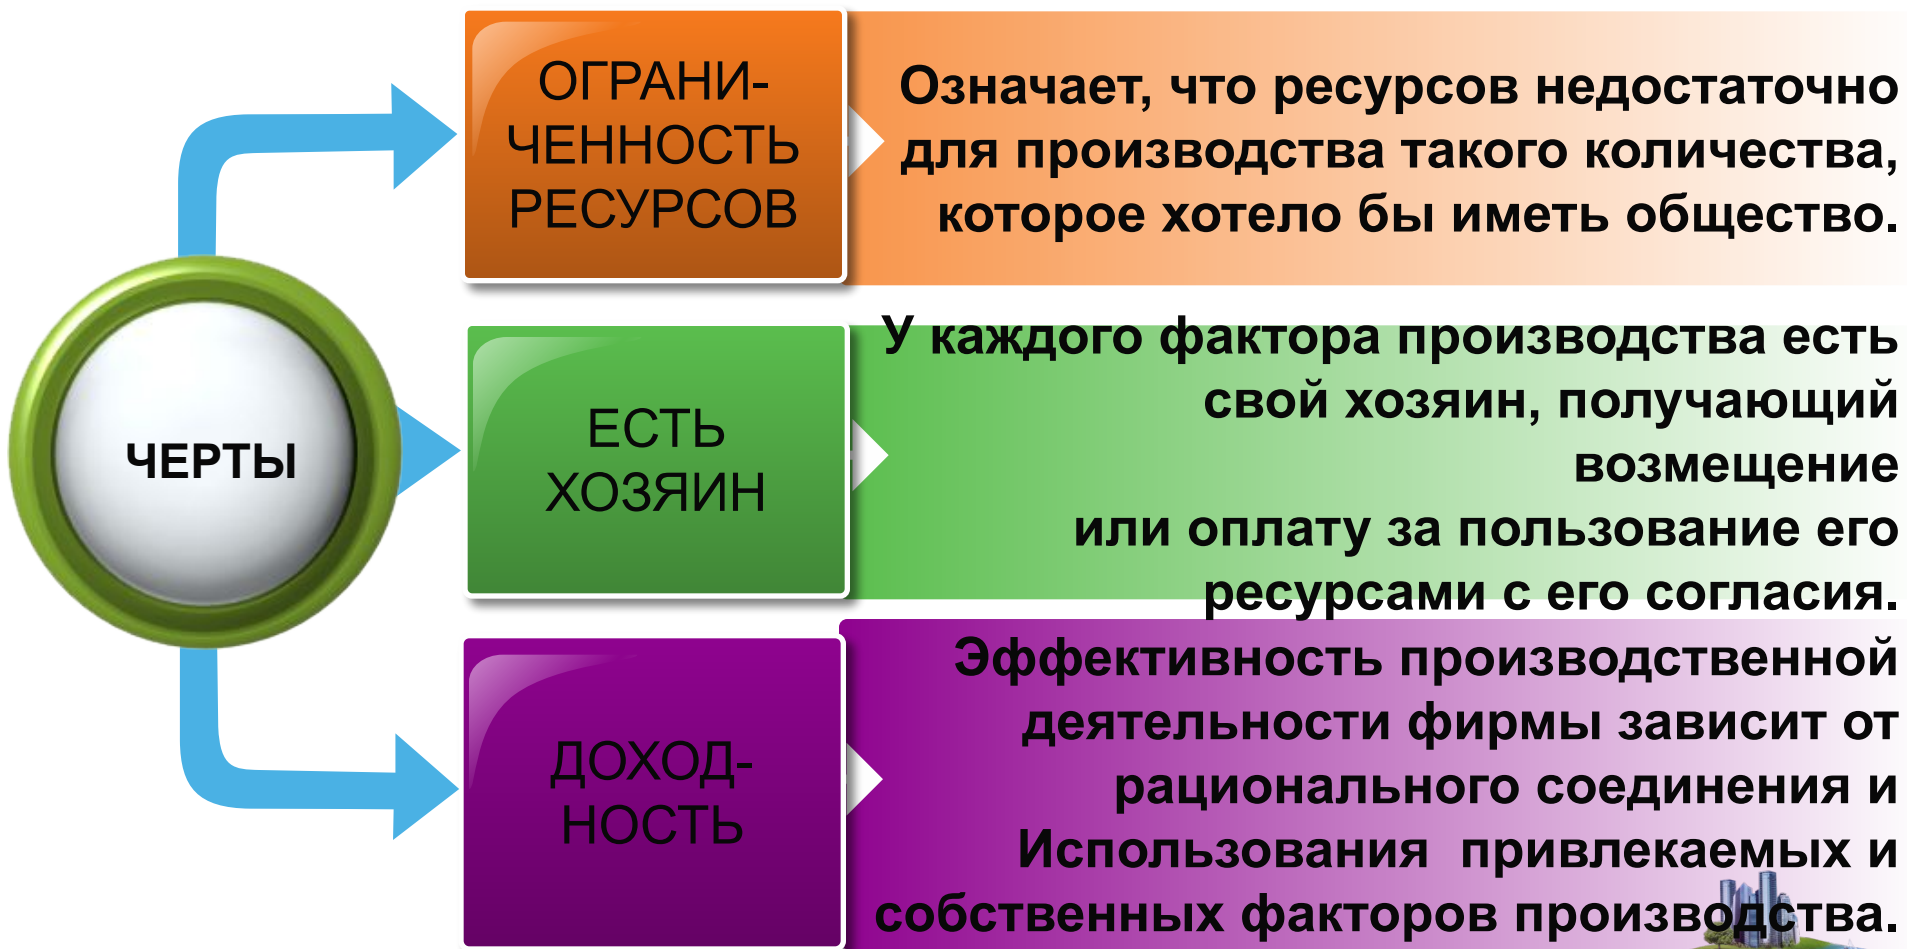 ЧЕРТЫ
ОГРАНИ-
ЧЕННОСТЬ
РЕСУРСОВ
Означает, что ресурсов недостаточно
для производства такого количества,
которое хотело бы иметь общество.
ЕСТЬ
ХОЗЯИН
У каждого фактора производства есть
свой хозяин, получающий
возмещение
или оплату за пользование его
ресурсами с его согласия.
ДОХОД-
НОСТЬ
Эффективность производственной
деятельности фирмы зависит от
рационального соединения и
Использования  привлекаемых и
собственных факторов производства.